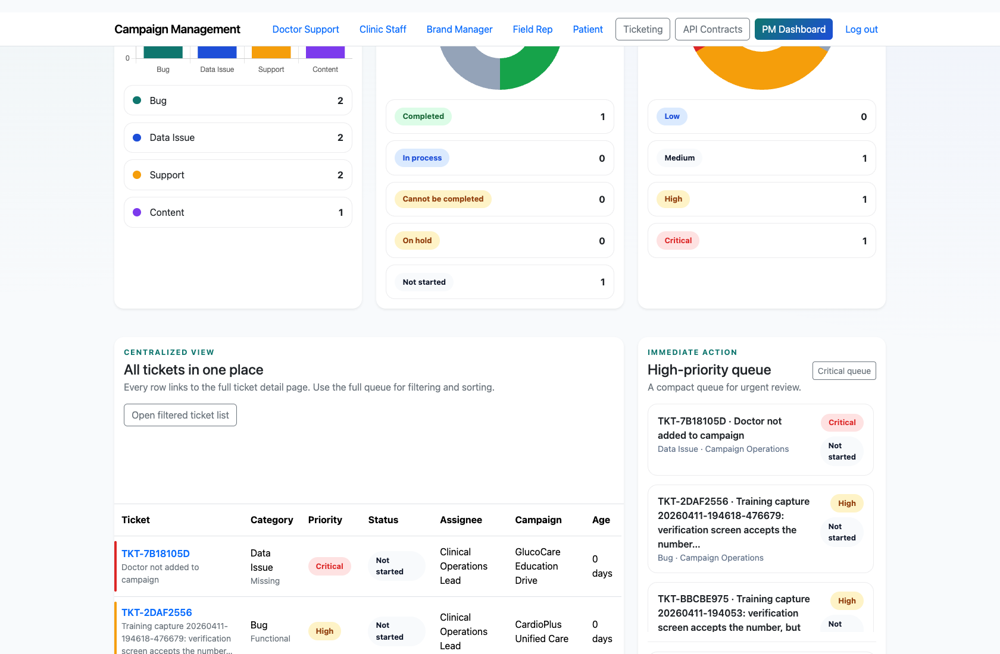 Campaign Management
Doctor Support
Clinic Staff
Brand Manager
Field Rep
Patient
Ticketing
API Contracts
PM Dashboard
Log out
0
Bug
Data Issue
Support
Content
Bug
2
Data Issue
2
Support
2
Content
1
Completed
1
In process
0
Cannot be completed
0
On hold
0
Not started
1
Low
0
Medium
1
High
1
Critical
1
CENTRALIZED VIEW
All tickets in one place
Every row links to the full ticket detail page. Use the full queue for filtering and sorting.
Open filtered ticket list
Ticket
Category
Priority
Status
Assignee
Campaign
Age
TKT-7B18105D
Doctor not added to
campaign
Data
Issue
Missing
Critical
Not
started
Clinical
Operations
Lead
GlucoCare
Education
Drive
0
days
TKT-2DAF2556
Training capture 20260411-
194618-476679: verification
screen accepts the number...
Bug
Functional
High
Not
started
Clinical
Operations
Lead
CardioPlus
Unified Care
0
days
IMMEDIATE ACTION
High-priority queue
Critical queue
A compact queue for urgent review.
TKT-7B18105D · Doctor not
added to campaign
Data Issue · Campaign Operations
Critical
Not
started
TKT-2DAF2556 · Training capture
20260411-194618-476679:
verification screen accepts the
number...
Bug · Campaign Operations
High
Not
started
TKT-BBCBE975 · Training capture
20260411-194053: verification
screen accepts the number, but
High
Not